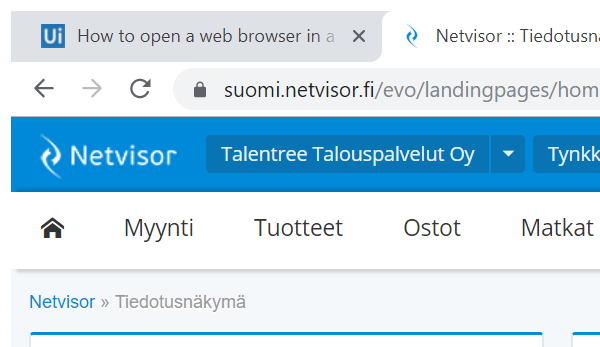 Ui How to open a web browser in a Netvisor :: Tiedotusnä
suomi.netvisor.fi/evo/landingpages/hom
Netvisor Talentree Talouspalvelut Oy Tynkk
Myynti Tuotteet Ostot Matkat
Netvisor » Tiedotusnäkymä